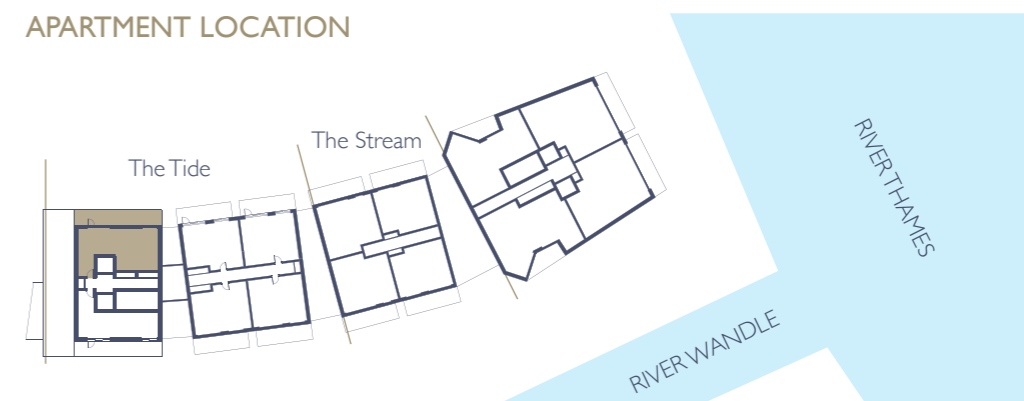 APARTMENT LOCATION
The Tide
The Stream
RIVER THAMES
RIVER WANDLE